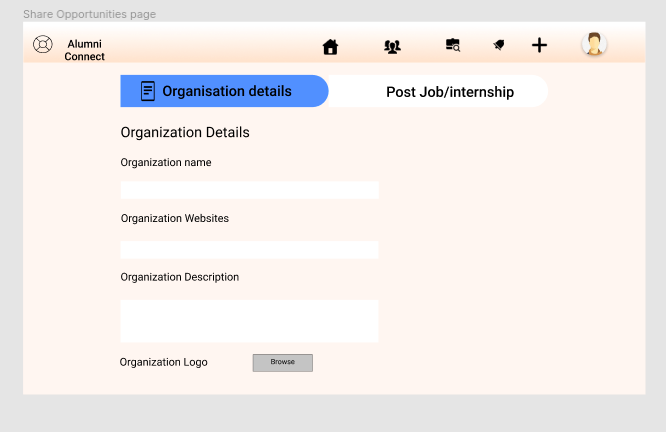 Share Opportunities page
Alumni
Connect
Organisation details
Post Job/internship
Organization Details
Organization name
Organization Websites
Organization Description
Organization Logo
Browse